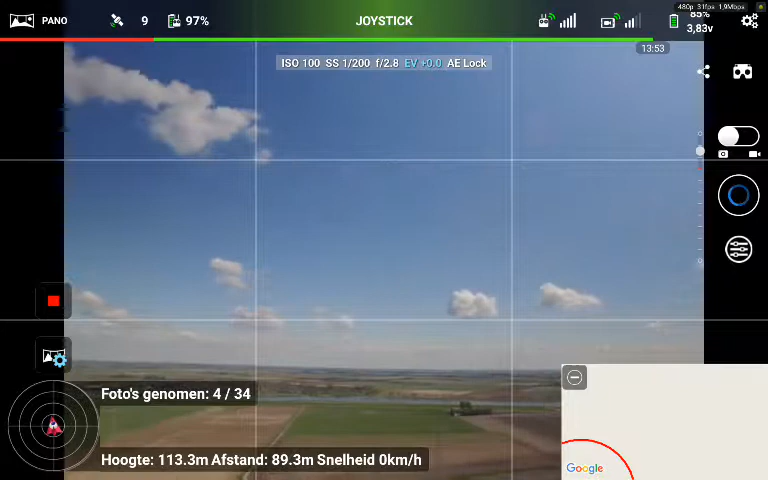 480p 31fps 1,9Mbps
PANO
9
97%
JOYSTICK
85%
3,83v
13:53
ISO 100 SS 1/200 f/2.8 EV +0.0 AE Lock
Foto's genomen: 4 / 34
Hoogte: 113.3m Afstand: 89.3m Snelheid 0km/h
Google